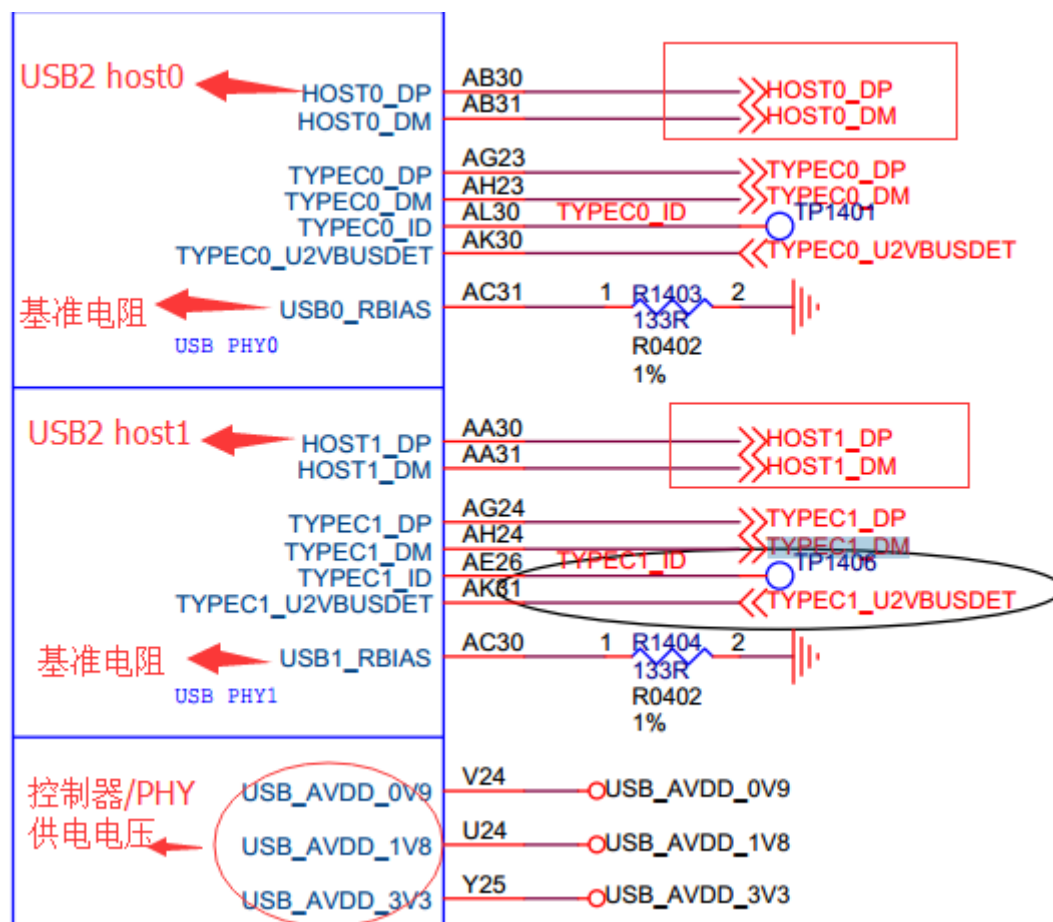 USB2 host0
HOST0_DP AB30 HOST0_DP
HOST0_DM AB31 HOST0_DM
TYPEC0_DP AG23 TYPEC0_DP
TYPEC0_DM AH23 TYPEC0_DM
TYPEC0_ID AL30 TYPEC0_ID TP1401
TYPEC0_U2VBUSDET AK30 TYPEC0_U2VBUSDET
基准电阻 USB0_RBIAS AC31 1 R1403 2
USB PHY0 133R
R0402
1%
USB2 host1
HOST1_DP AA30 HOST1_DP
HOST1_DM AA31 HOST1_DM
TYPEC1_DP AG24 TYPEC1_DP
TYPEC1_DM AH24 TYPEC1_DM
TYPEC1_ID AE26 TYPEC1_ID TP1406
TYPEC1_U2VBUSDET AK31 TYPEC1_U2VBUSDET
基准电阻 USB1_RBIAS AC30 1 R1404 2
USB PHY1 133R
R0402
1%
控制器/PHY
供电电压
USB_AVDD_0V9 V24 USB_AVDD_0V9
USB_AVDD_1V8 U24 USB_AVDD_1V8
USB_AVDD_3V3 Y25 USB_AVDD_3V3